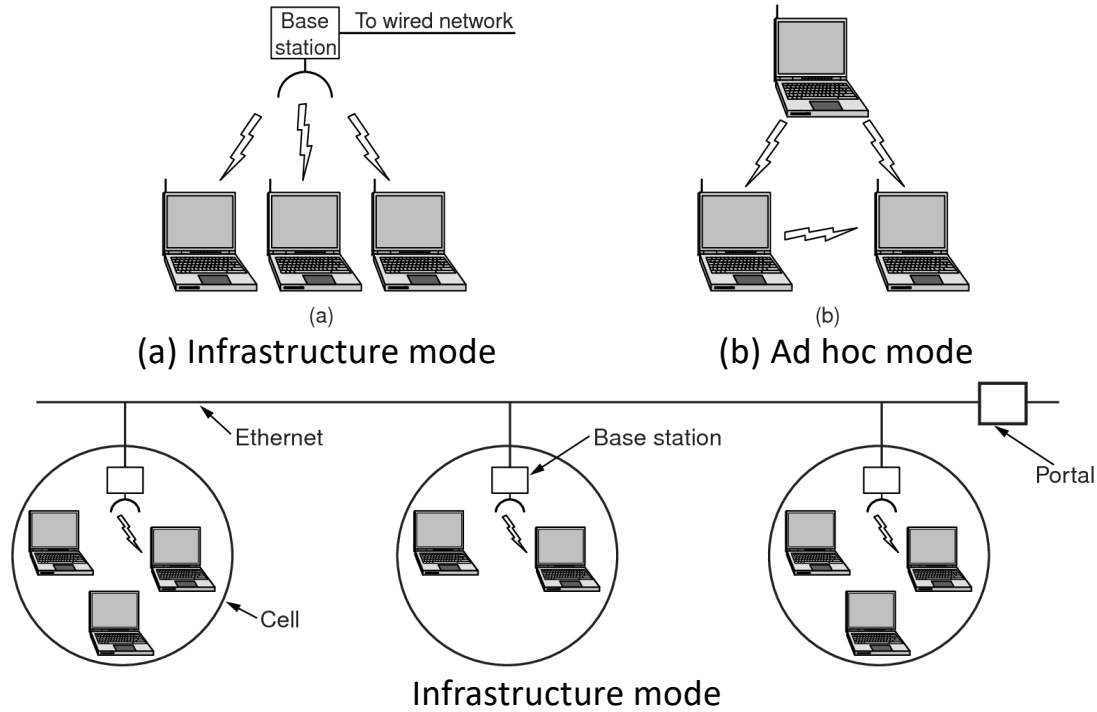 Base
station
To wired network
(a)
(b)
(a) Infrastructure mode
(b) Ad hoc mode
Ethernet
Base station
Portal
Cell
Infrastructure mode